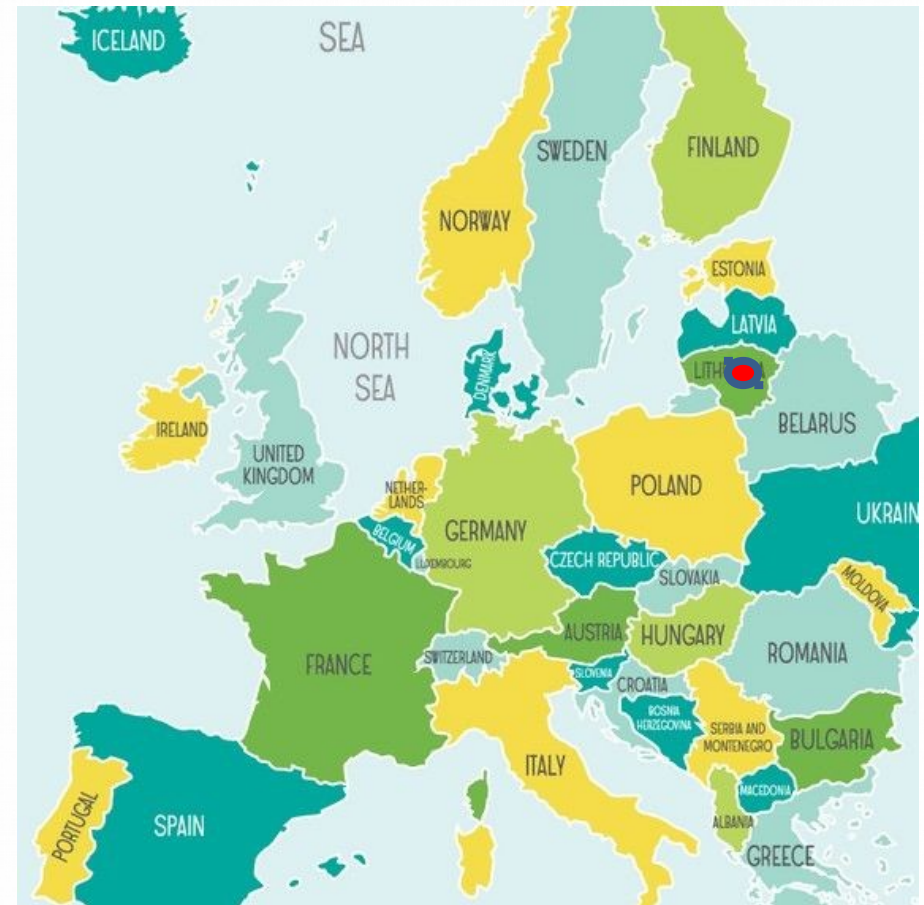 ICELAND
SEA
SWEDEN
FINLAND
NORWAY
ESTONIA
LATVIA
NORTH
SEA
DENMARK
BELARUS
IRELAND
UNITED
KINGDOM
POLAND
NETHER-
LANDS
BELGIUM
GERMANY
UKRAIN
LUXEMBOURG
CZECH REPUBLIC
SLOVAKIA
MOLDOVA
FRANCE
SWITZERLAND
AUSTRIA
HUNGARY
ROMANIA
SLOVENIA
CROATIA
BOSNIA
HERZEGOVINA
SERBIA AND
MONTENEGRO
BULGARIA
ITALY
MACEDONIA
PORTUGAL
SPAIN
ALBANIA
GREECE